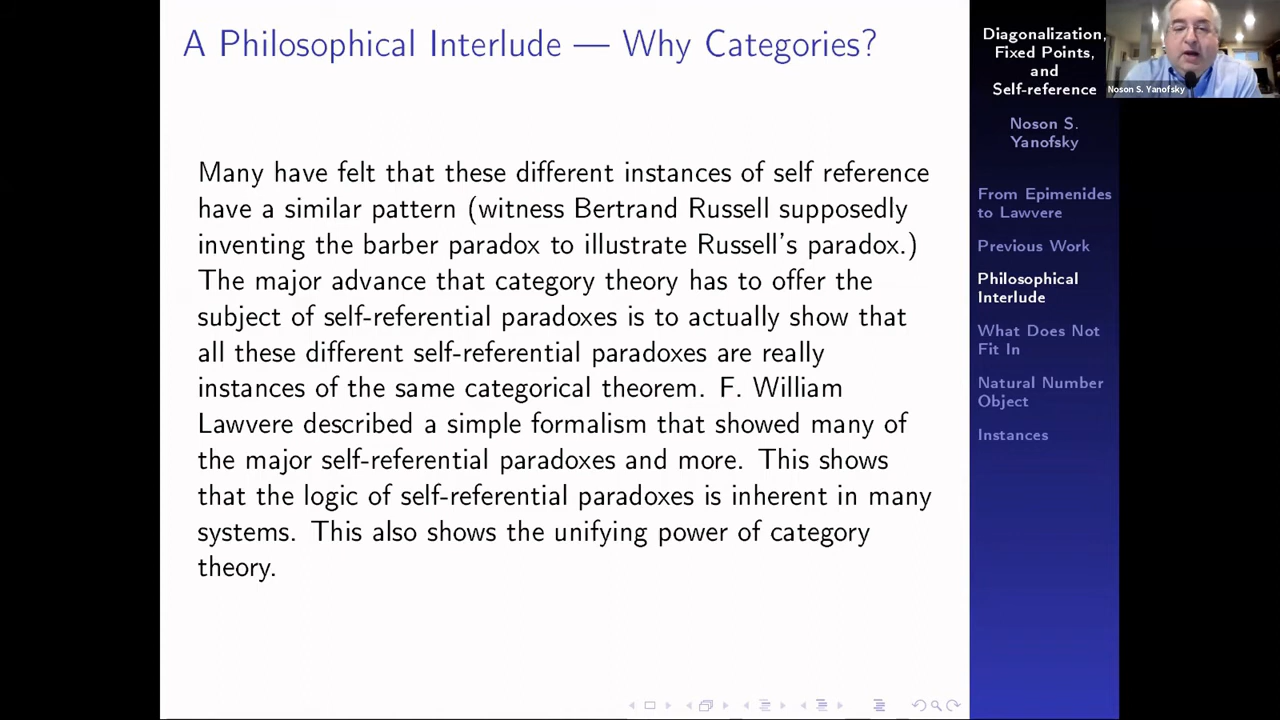 A Philosophical Interlude — Why Categories?
Many have felt that these different instances of self reference
have a similar pattern (witness Bertrand Russell supposedly
inventing the barber paradox to illustrate Russell's paradox.)
The major advance that category theory has to offer the
subject of self-referential paradoxes is to actually show that
all these different self-referential paradoxes are really
instances of the same categorical theorem. F. William
Lawvere described a simple formalism that showed many of
the major self-referential paradoxes and more. This shows
that the logic of self-referential paradoxes is inherent in many
systems. This also shows the unifying power of category
theory.
Diagonalization,
Fixed Points,
and
Self-reference
Noson S.
Yanofsky
From Epimenides
to Lawvere
Previous Work
Philosophical
Interlude
What Does Not
Fit In
Natural Number
Object
Instances
Noson S. Yanofsky